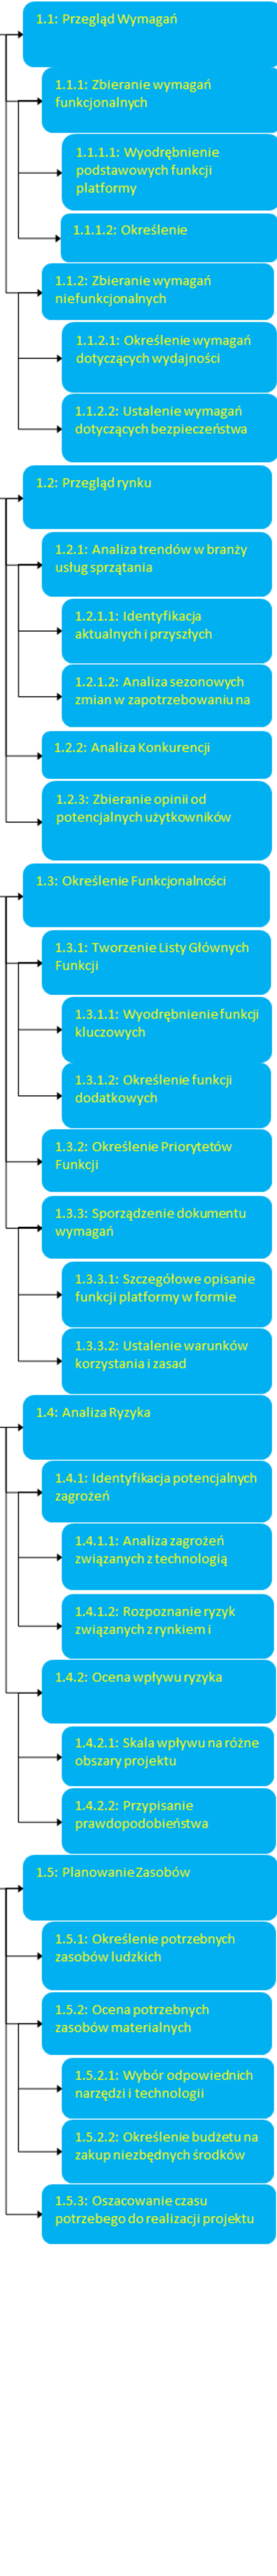 1.1: Przegląd Wymagań
1.1.1: Zbieranie wymagań
funkcjonalnych
1.1.1.1: Wyodrębnienie
podstawowych funkcji
platformy
1.1.1.2: Określenie
1.1.2: Zbieranie wymagań
niefunkcjonalnych
1.1.2.1: Określenie wymagań
dotyczących wydajności
1.1.2.2: Ustalenie wymagań
dotyczących bezpieczeństwa
1.2: Przegląd rynku
1.2.1: Analiza trendów w branży
usług sprzątania
1.2.1.1: Identyfikacja
aktualnych i przyszłych
1.2.1.2: Analiza sezonowych
zmian w zapotrzebowaniu na
1.2.2: Analiza Konkurencji
1.2.3: Zbieranie opinii od
potencjalnych użytkowników
1.3: Określenie Funkcjonalności
1.3.1: Tworzenie Listy Głównych
Funkcji
1.3.1.1: Wyodrębnienie funkcji
kluczowych
1.3.1.2: Określenie funkcji
dodatkowych
1.3.2: Określenie Priorytetów
Funkcji
1.3.3: Sporządzenie dokumentu
wymagań
1.3.3.1: Szczegółowe opisanie
funkcji platformy w formie
1.3.3.2: Ustalenie warunków
korzystania i zasad
1.4: Analiza Ryzyka
1.4.1: Identyfikacja potencjalnych
zagrożeń
1.4.1.1: Analiza zagrożeń
związanych z technologią
1.4.1.2: Rozpoznanie ryzyk
związanych z rynkiem i
1.4.2: Ocena wpływu ryzyka
1.4.2.1: Skala wpływu na różne
obszary projektu
1.4.2.2: Przypisanie
prawdopodobieństwa
1.5: Planowanie Zasobów
1.5.1: Określenie potrzebnych
zasobów ludzkich
1.5.2: Ocena potrzebnych
zasobów materialnych
1.5.2.1: Wybór odpowiednich
narzędzi i technologii
1.5.2.2: Określenie budżetu na
zakup niezbędnych środków
1.5.3: Oszacowanie czasu
potrzebego do realizacji projektu